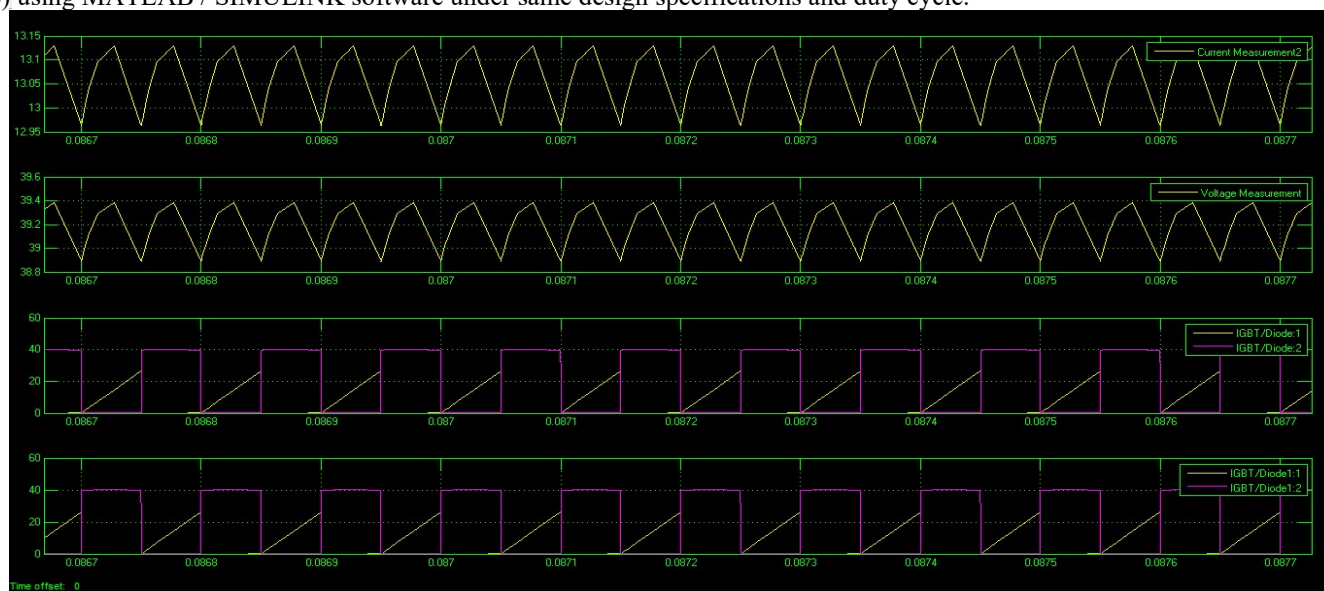 ) using MATLAB / SIMULINK software under same design specifications and duty cycle.
13.15
13.1
13.05
13
12.95
Current Measurement2
0.0867 0.0868 0.0869 0.087 0.0871 0.0872 0.0873 0.0874 0.0875 0.0876 0.0877
39.6
39.4
39.2
39
38.8
Voltage Measurement
0.0867 0.0868 0.0869 0.087 0.0871 0.0872 0.0873 0.0874 0.0875 0.0876 0.0877
60
40
20
0
IGBT/Diode:1
IGBT/Diode:2
0.0867 0.0868 0.0869 0.087 0.0871 0.0872 0.0873 0.0874 0.0875 0.0876 0.0877
60
40
20
0
IGBT/Diode1:1
IGBT/Diode1:2
0.0867 0.0868 0.0869 0.087 0.0871 0.0872 0.0873 0.0874 0.0875 0.0876 0.0877
Time offset: 0